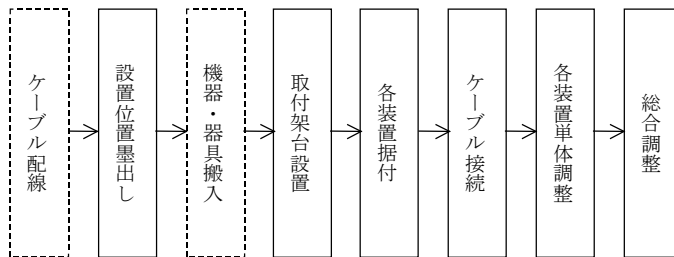 ケーブル配線
設置位置墨出し
機器・器具搬入
取付架台設置
各装置据付
ケーブル接続
各装置単体調整
総合調整